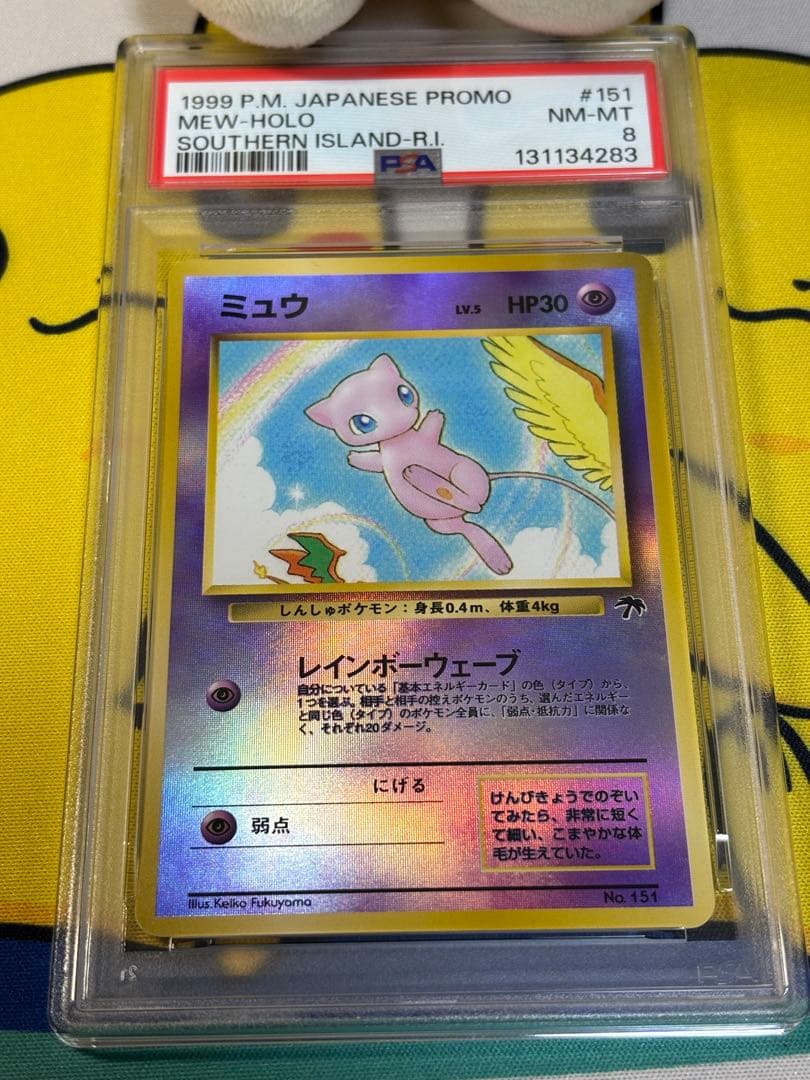 1999 P.M. JAPANESE PROMO #151
MEW-HOLO NM-MT
SOUTHERN ISLAND-R.I. 8
PSA 131134283
ミュウ LV.5 HP30
しんしゅポケモン:身長0.4m、体重4kg
レインボーウェーブ
自分についている「基本エネルギーカード」の色(タイプ)から、
1つを選ぶ。相手と相手の控えポケモンのうち、選んだエネルギー
と同じ色(タイプ)のポケモン全員に、「弱点・抵抗力」に関係な
く、それぞれ20ダメージ。
にげる
弱点
けんびきょうでのぞい
てみたら、非常に短く
て細い、こまやかな体
毛が生えていた。
Illus. Keiko Fukuyama No. 151